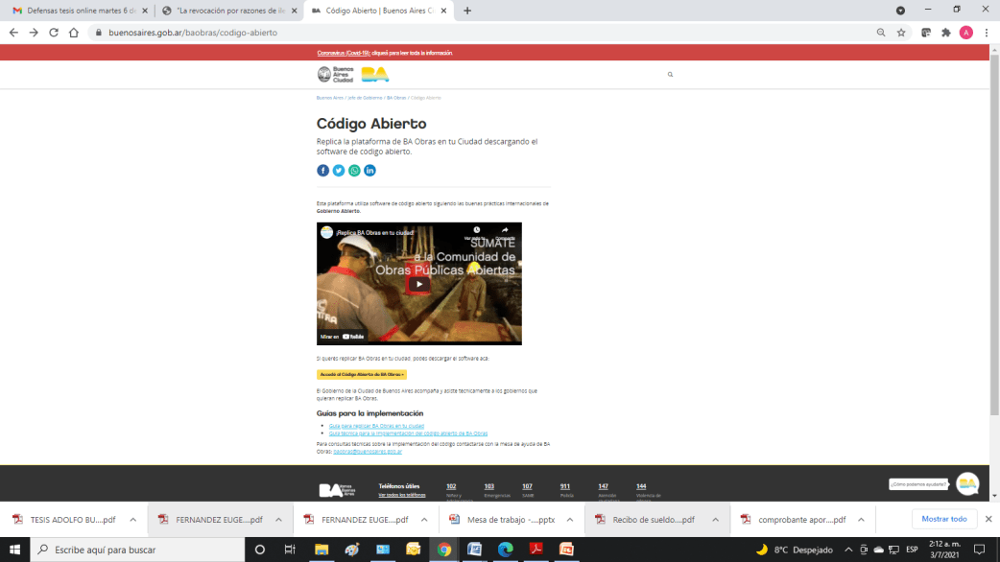 Defensas tesis online martes 6 d
"La revocación por razones de ile
Código Abierto | Buenos Aires Ci
buenosaires.gob.ar/baobras/codigo-abierto
A
Coronavirus (Covid-19): cliqueá para leer toda la información.
Buenos Aires Ciudad
BA
Buenos Aires / Jefe de Gobierno / BA Obras / Código Abierto
Código Abierto
Replicá la plataforma de BA Obras en tu Ciudad descargando el
software de código abierto.
Esta plataforma utiliza software de código abierto siguiendo las buenas prácticas internacionales de
Gobierno Abierto.
¡Replica BA Obras en tu ciudad!
SUMATE
a la Comunidad de
Obras Públicas Abiertas
Mirar en YouTube
Si querés replicar BA Obras en tu ciudad ¡podés descargar el software acá:
Accedé al Código Abierto de BA Obras »
El Gobierno de la Ciudad de Buenos Aires acompaña y asiste técnicamente a los gobiernos que
quieran replicar BA Obras.
Guías para la implementación
Guía para replicar BA Obras en tu ciudad
Guía técnica para la implementación del código abierto de BA Obras
Para consultas técnicas sobre la implementación del código contactarse con la mesa de ayuda de BA
Obras: baobras@buenosaires.gob.ar
BA Buenos Aires Ciudad
Teléfonos útiles
Ver todos los teléfonos
102 103 107 911 147 144
Niñez y Emergencias SAME Policía Atención Violencia de
¿Cómo podemos ayudarte?
BA
TESIS ADOLFO BU....pdf
FERNANDEZ EUGE....pdf
FERNANDEZ EUGE....pdf
Mesa de trabajo -....pptx
Recibo de sueldo....pdf
comprobante apor....pdf
Mostrar todo
Escribe aquí para buscar
8°C Despejado
ESP
2:12 a. m.
3/7/2021